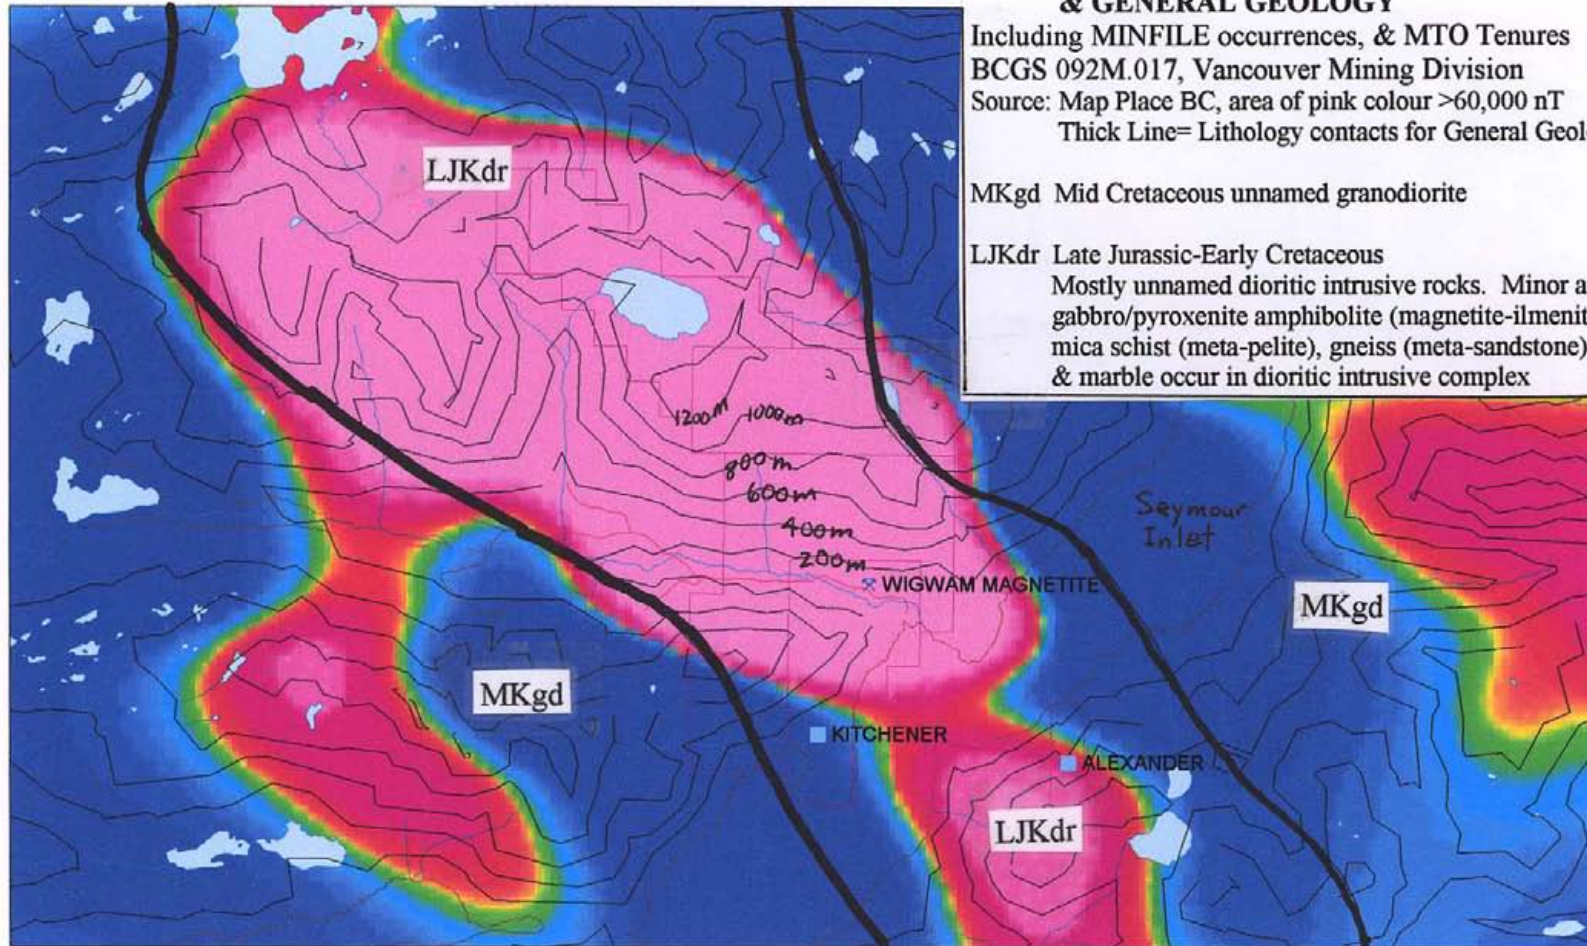 & GENERAL GEOLOGY
Including MINFILE occurrences, & MTO Tenures
BCGS 092M.017, Vancouver Mining Division
Source: Map Place BC, area of pink colour >60,000 nT
Thick Line= Lithology contacts for General Geol
MKgd Mid Cretaceous unnamed granodiorite
LJKdr Late Jurassic-Early Cretaceous
Mostly unnamed dioritic intrusive rocks. Minor a
gabbro/pyroxenite amphibolite (magnetite-ilmenit
mica schist (meta-pelite), gneiss (meta-sandstone)
& marble occur in dioritic intrusive complex
LJKdr
1200m 1000m
800m
600m
400m
200m
WIGWAM MAGNETITE
Seymour
Inlet
MKgd
MKgd
KITCHENER
ALEXANDER
LJKdr